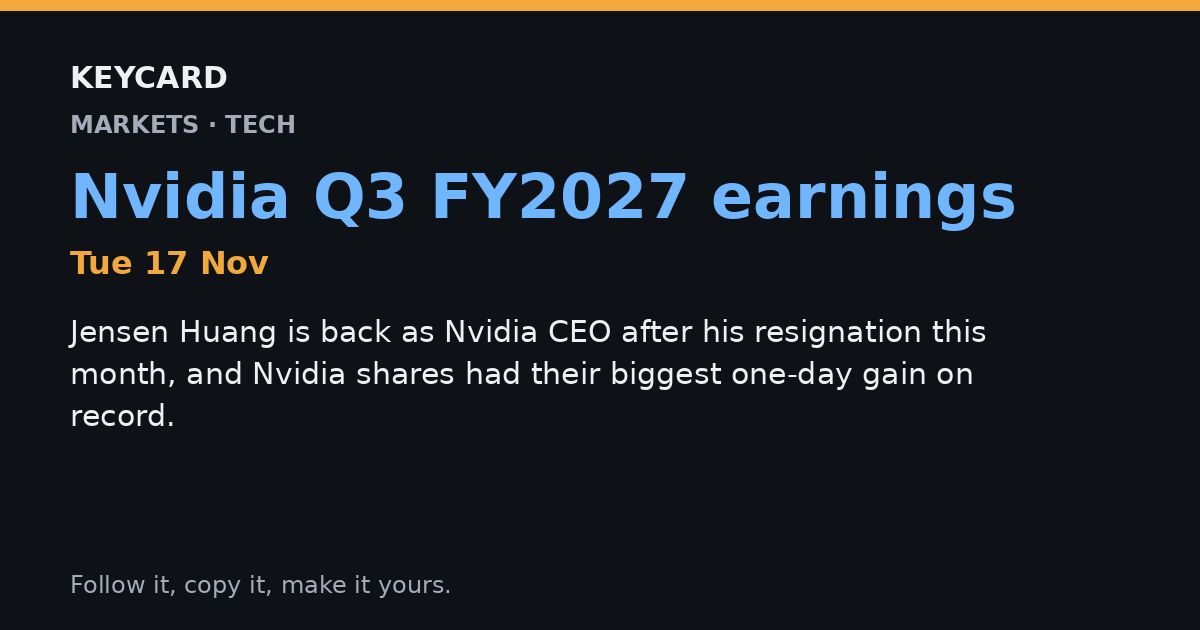 KEYCARD
MARKETS · TECH
Nvidia Q3 FY2027 earnings
Tue 17 Nov
Jensen Huang is back as Nvidia CEO after his resignation this
month, and Nvidia shares had their biggest one-day gain on
record.
Follow it, copy it, make it yours.